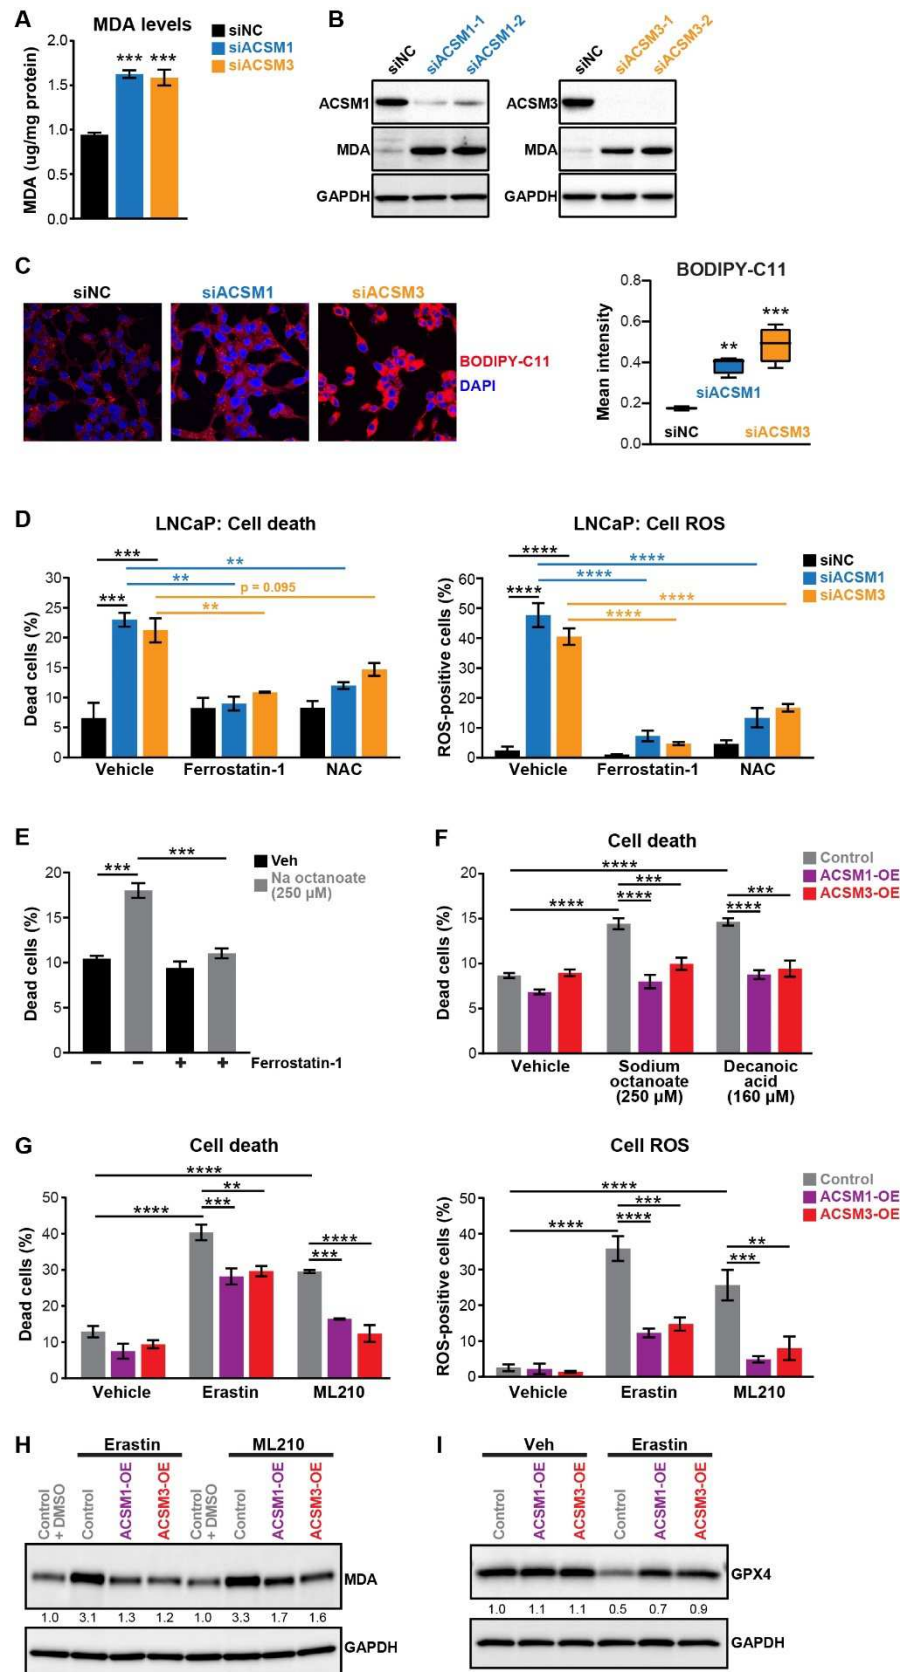 A
MDA levels
MDA (ug/mg protein)
2.0
1.5
1.0
0.5
0.0
***
***
siNC
siACSM1
siACSM3
B
siNC
siACSM1-1
siACSM1-2
ACSM1
MDA
GAPDH
siNC
siACSM3-1
siACSM3-2
ACSM3
MDA
GAPDH
C
siNC
siACSM1
siACSM3
BODIPY-C11
DAPI
BODIPY-C11
Mean intensity
0.8
0.6
0.4
0.2
0.0
**
***
siACSM1
siNC
siACSM3
D
LNCaP: Cell death
Dead cells (%)
30
25
20
15
10
5
0
***
**
**
p = 0.095
***
**
Vehicle
Ferrostatin-1
NAC
LNCaP: Cell ROS
ROS-positive cells (%)
60
50
40
30
20
10
0
****
****
****
****
****
****
Vehicle
Ferrostatin-1
NAC
siNC
siACSM1
siACSM3
E
Dead cells (%)
20
15
10
5
0
***
***
Veh
Na octanoate
(250 µM)
– – + + Ferrostatin-1
F
Cell death
Dead cells (%)
20
15
10
5
0
****
***
****
****
***
****
Vehicle
Sodium
octanoate
(250 µM)
Decanoic
acid
(160 µM)
Control
ACSM1-OE
ACSM3-OE
G
Cell death
Dead cells (%)
50
40
30
20
10
0
****
**
***
****
****
***
Vehicle
Erastin
ML210
Cell ROS
ROS-positive cells (%)
50
40
30
20
10
0
****
***
****
****
**
***
Vehicle
Erastin
ML210
Control
ACSM1-OE
ACSM3-OE
H
Erastin
ML210
Control
+ DMSO
Control
ACSM1-OE
ACSM3-OE
Control
+ DMSO
Control
ACSM1-OE
ACSM3-OE
MDA
1.0 3.1 1.3 1.2 1.0 3.3 1.7 1.6
GAPDH
I
Veh
Erastin
Control
ACSM1-OE
ACSM3-OE
Control
ACSM1-OE
ACSM3-OE
GPX4
1.0 1.1 1.1 0.5 0.7 0.9
GAPDH